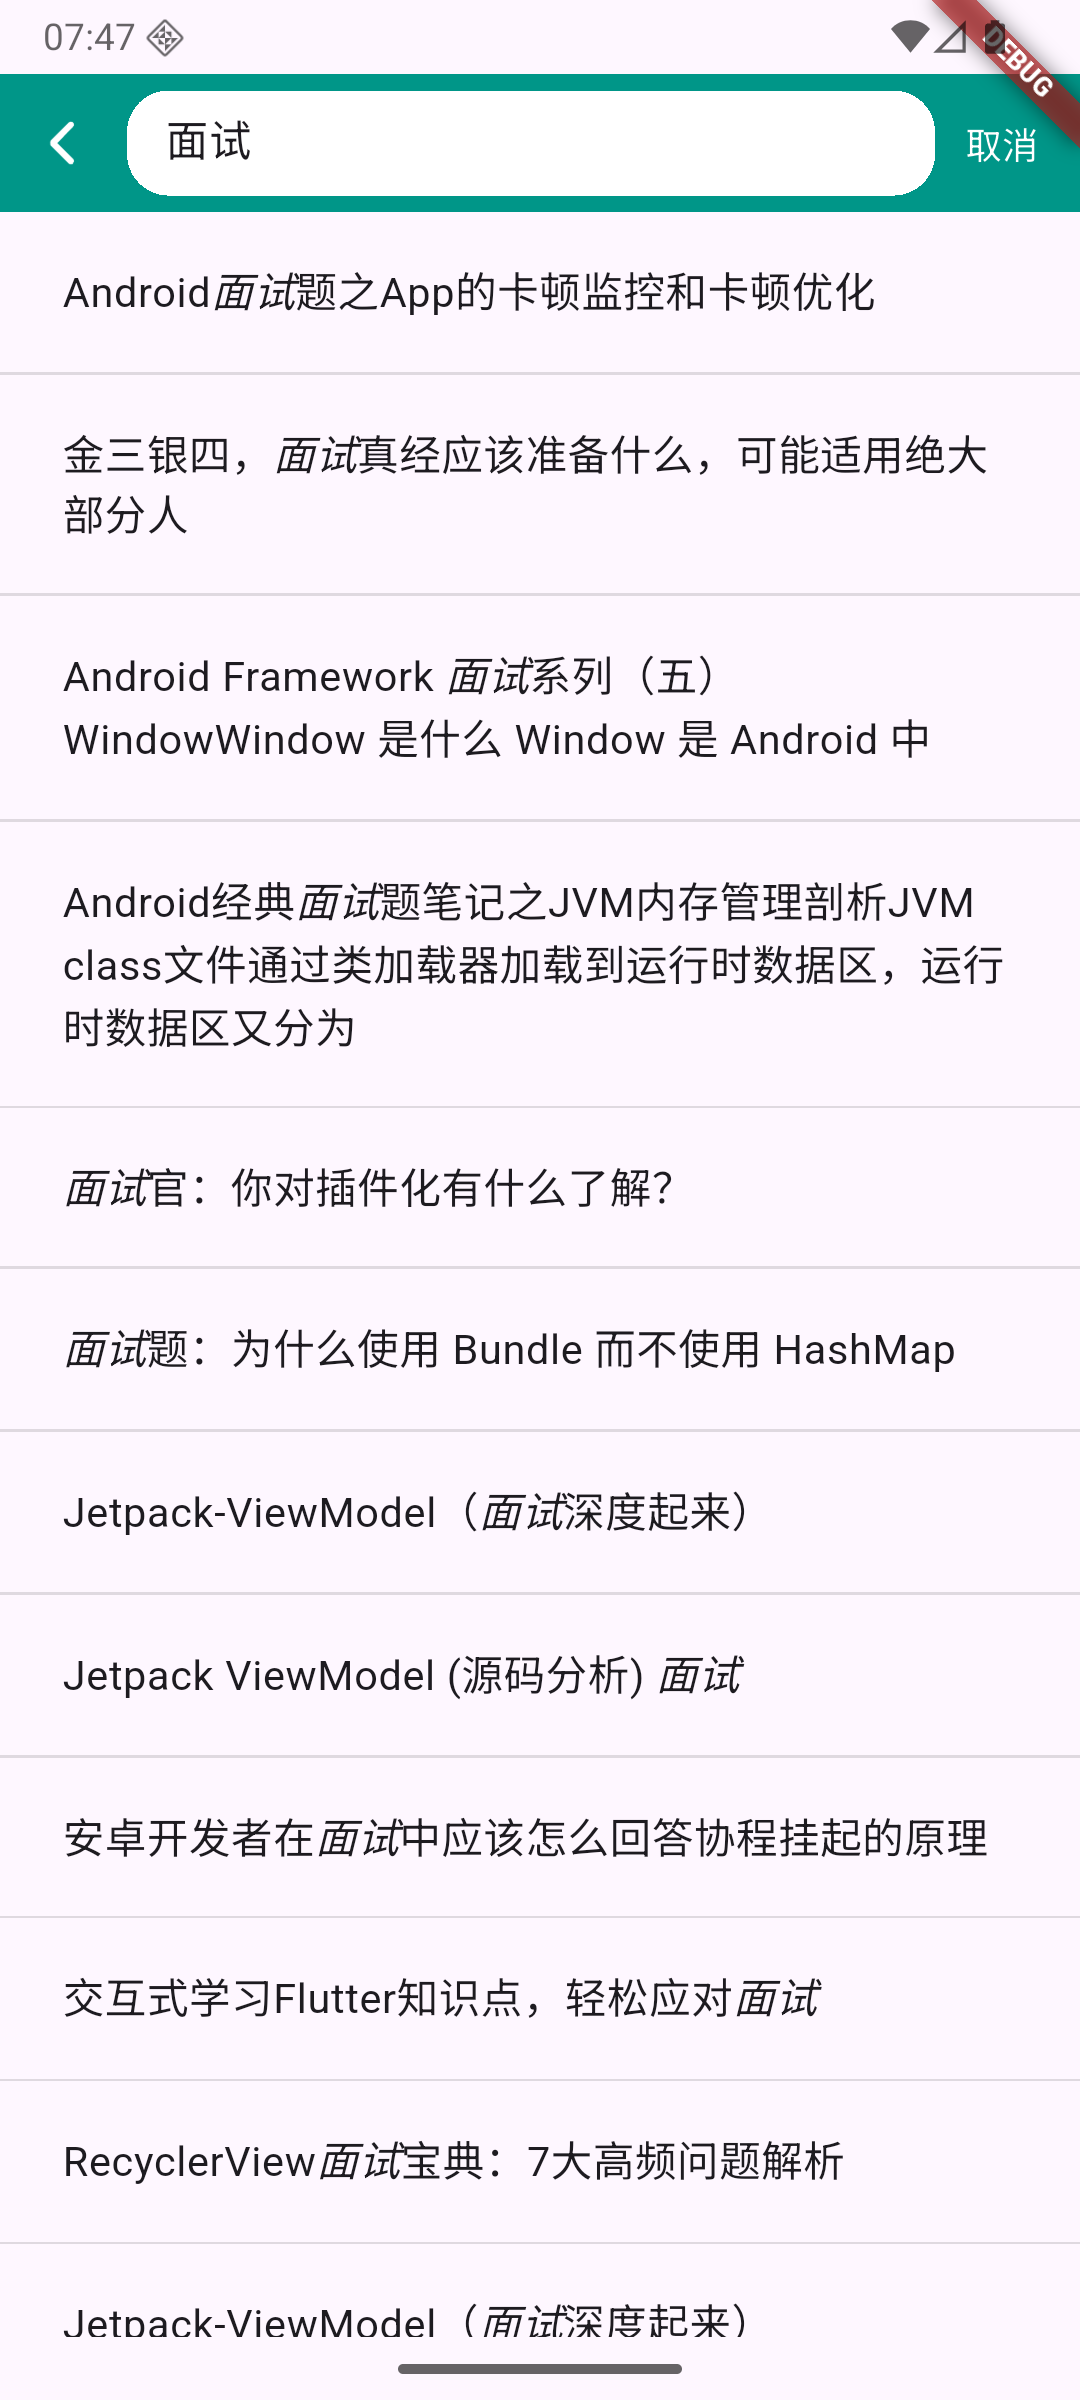 07:47
DEBUG
面试
取消
Android面试题之App的卡顿监控和卡顿优化
金三银四，面试真经应该准备什么，可能适用绝大
部分人
Android Framework 面试系列（五）
WindowWindow 是什么 Window 是 Android 中
Android经典面试题笔记之JVM内存管理剖析JVM
class文件通过类加载器加载到运行时数据区，运行
时数据区又分为
面试官：你对插件化有什么了解？
面试题：为什么使用 Bundle 而不使用 HashMap
Jetpack-ViewModel（面试深度起来）
Jetpack ViewModel (源码分析) 面试
安卓开发者在面试中应该怎么回答协程挂起的原理
交互式学习Flutter知识点，轻松应对面试
RecyclerView面试宝典：7大高频问题解析
Jetpack-ViewModel（面试深度起来）